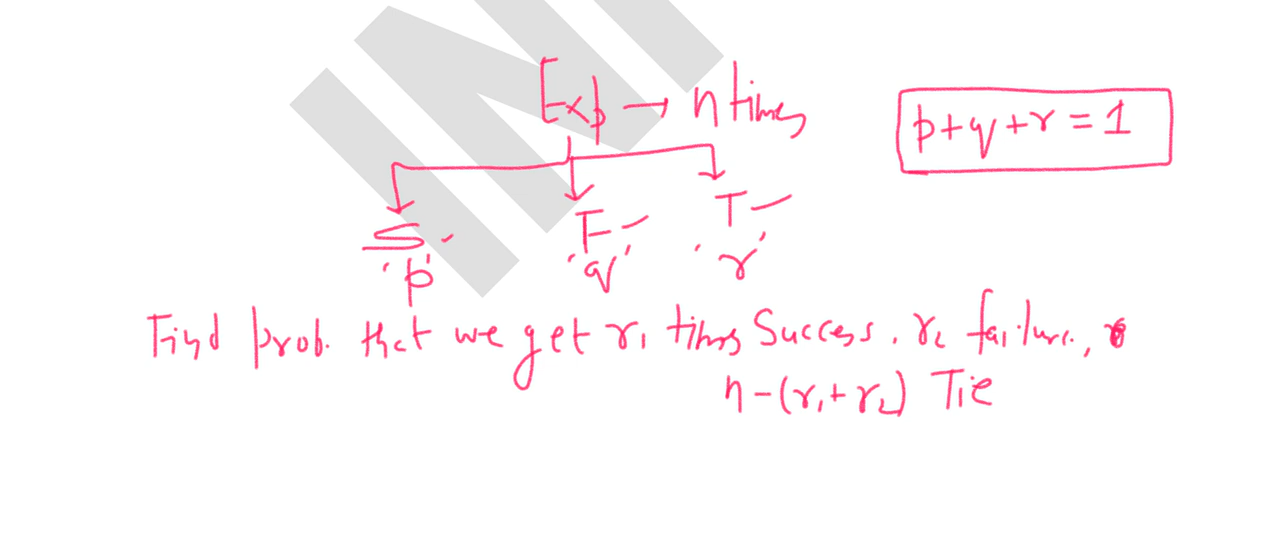 Exp → n times
p+q+r = 1
S F T
'p' 'q' 'r'
Find prob. that we get r₁ times Success, r₂ failure,
n-(r₁+r₂) Tie